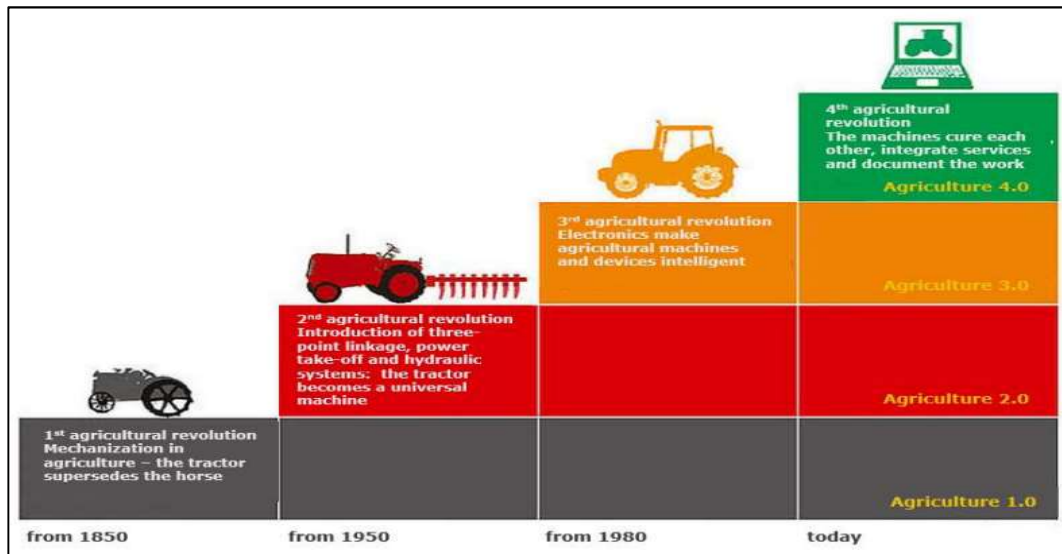 4th agricultural
revolution
The machines cure each
other, integrate services
and document the work
Agriculture 4.0
3rd agricultural revolution
Electronics make
agricultural machines
and devices intelligent
Agriculture 3.0
2nd agricultural revolution
Introduction of three-
point linkage, power
take-off and hydraulic
systems: the tractor
becomes a universal
machine
Agriculture 2.0
1st agricultural revolution
Mechanization in
agriculture – the tractor
supersedes the horse
Agriculture 1.0
from 1850
from 1950
from 1980
today